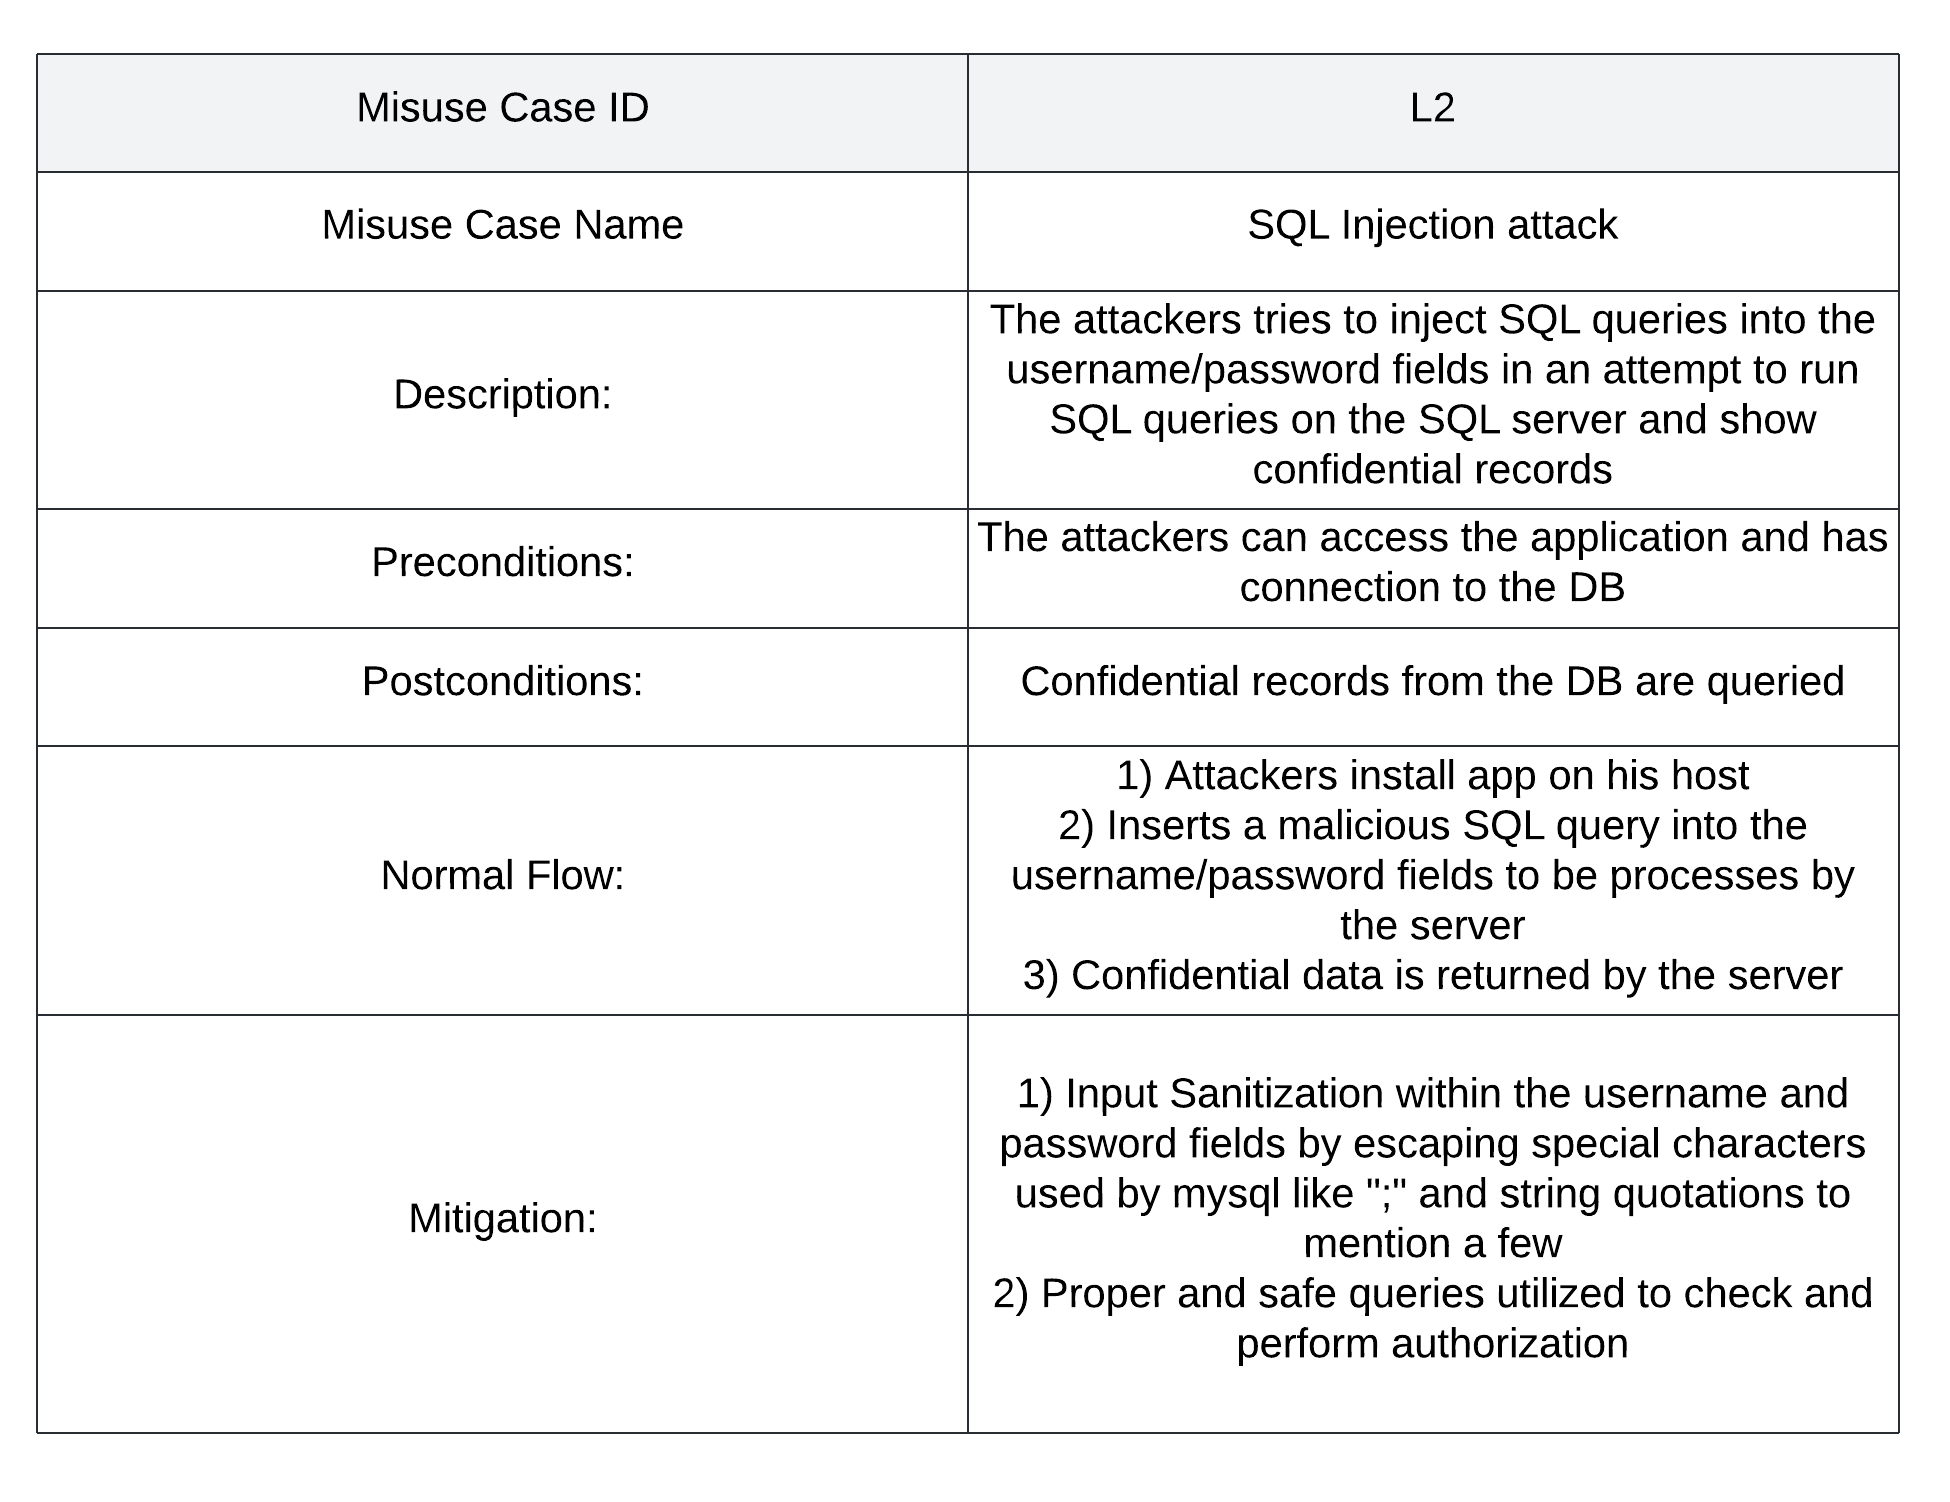 Misuse Case ID
L2
Misuse Case Name
SQL Injection attack
Description:
The attackers tries to inject SQL queries into the
username/password fields in an attempt to run
SQL queries on the SQL server and show
confidential records
Preconditions:
The attackers can access the application and has
connection to the DB
Postconditions:
Confidential records from the DB are queried
Normal Flow:
1) Attackers install app on his host
2) Inserts a malicious SQL query into the
username/password fields to be processes by
the server
3) Confidential data is returned by the server
Mitigation:
1) Input Sanitization within the username and
password fields by escaping special characters
used by mysql like ";" and string quotations to
mention a few
2) Proper and safe queries utilized to check and
perform authorization